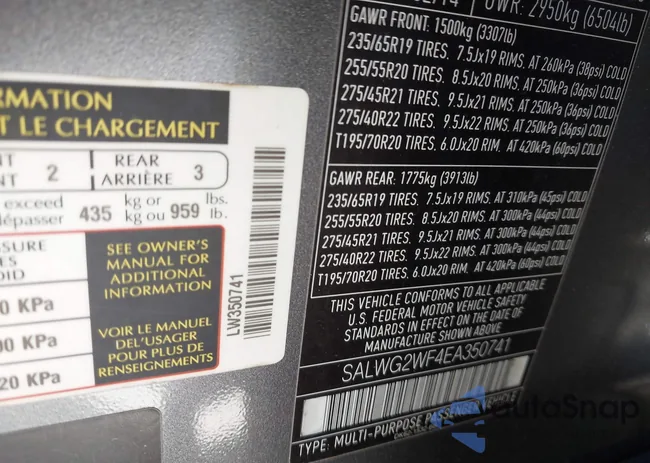 ORMATION
T LE CHARGEMENT
2
REAR
ARRIÈRE
3
exceed
dépasser
435
kg or
kg ou
959
lbs.
lb.
SEE OWNER'S
MANUAL FOR
ADDITIONAL
INFORMATION
0 KPa
00 KPa
20 KPa
VOIR LE MANUEL
DE L'USAGER
POUR PLUS DE
RENSEIGNEMENTS
LW350741
GVWR: 2950kg (6504lb)
GAWR FRONT: 1500kg (3307lb)
235/65R19 TIRES. 7.5Jx19 RIMS. AT 260kPa (38psi) COLD
255/55R20 TIRES. 8.5Jx20 RIMS. AT 250kPa (36psi) COLD
275/45R21 TIRES. 9.5Jx21 RIMS. AT 250kPa (36psi) COLD
275/40R22 TIRES. 9.5Jx22 RIMS. AT 250kPa (36psi) COLD
T195/70R20 TIRES. 6.0Jx20 RIM. AT 420kPa (60psi) COLD
GAWR REAR: 1775kg (3913lb)
235/65R19 TIRES. 7.5Jx19 RIMS. AT 310kPa (45psi) COLD
255/55R20 TIRES. 8.5Jx20 RIMS. AT 300kPa (44psi) COLD
275/45R21 TIRES. 9.5Jx21 RIMS. AT 300kPa (44psi) COLD
275/40R22 TIRES. 9.5Jx22 RIMS. AT 300kPa (44psi) COLD
T195/70R20 TIRES. 6.0Jx20 RIM. AT 420kPa (60psi) COLD
THIS VEHICLE CONFORMS TO ALL APPLICABLE
U.S. FEDERAL MOTOR VEHICLE SAFETY
STANDARDS IN EFFECT ON THE DATE OF
MANUFACTURE SHOWN ABOVE
SALWG2WF4EA350741
TYPE: MULTI-PURPOSE PASSENGER VEHICLE
AutoSnap